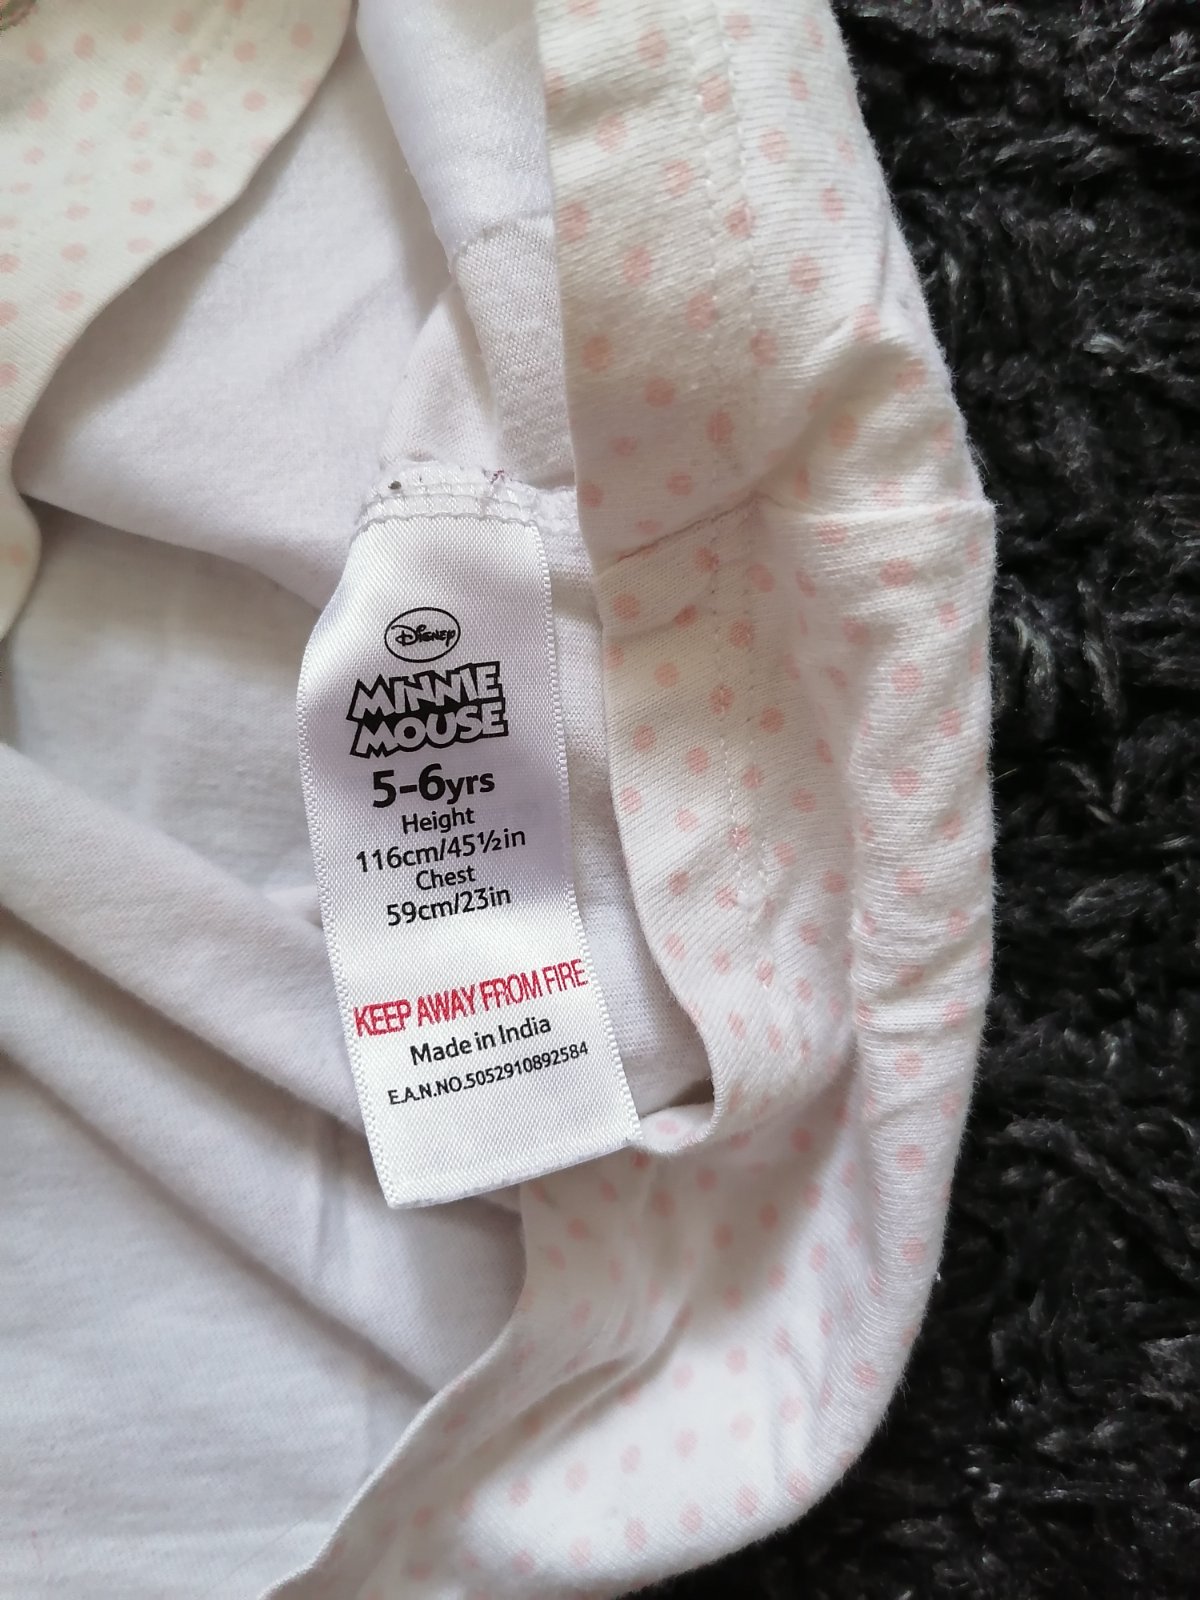 Disney
MINNIE
MOUSE
5-6yrs
Height
116cm/45½in
Chest
59cm/23in
KEEP AWAY FROM FIRE
Made in India
E.A.N.NO.5052910892584